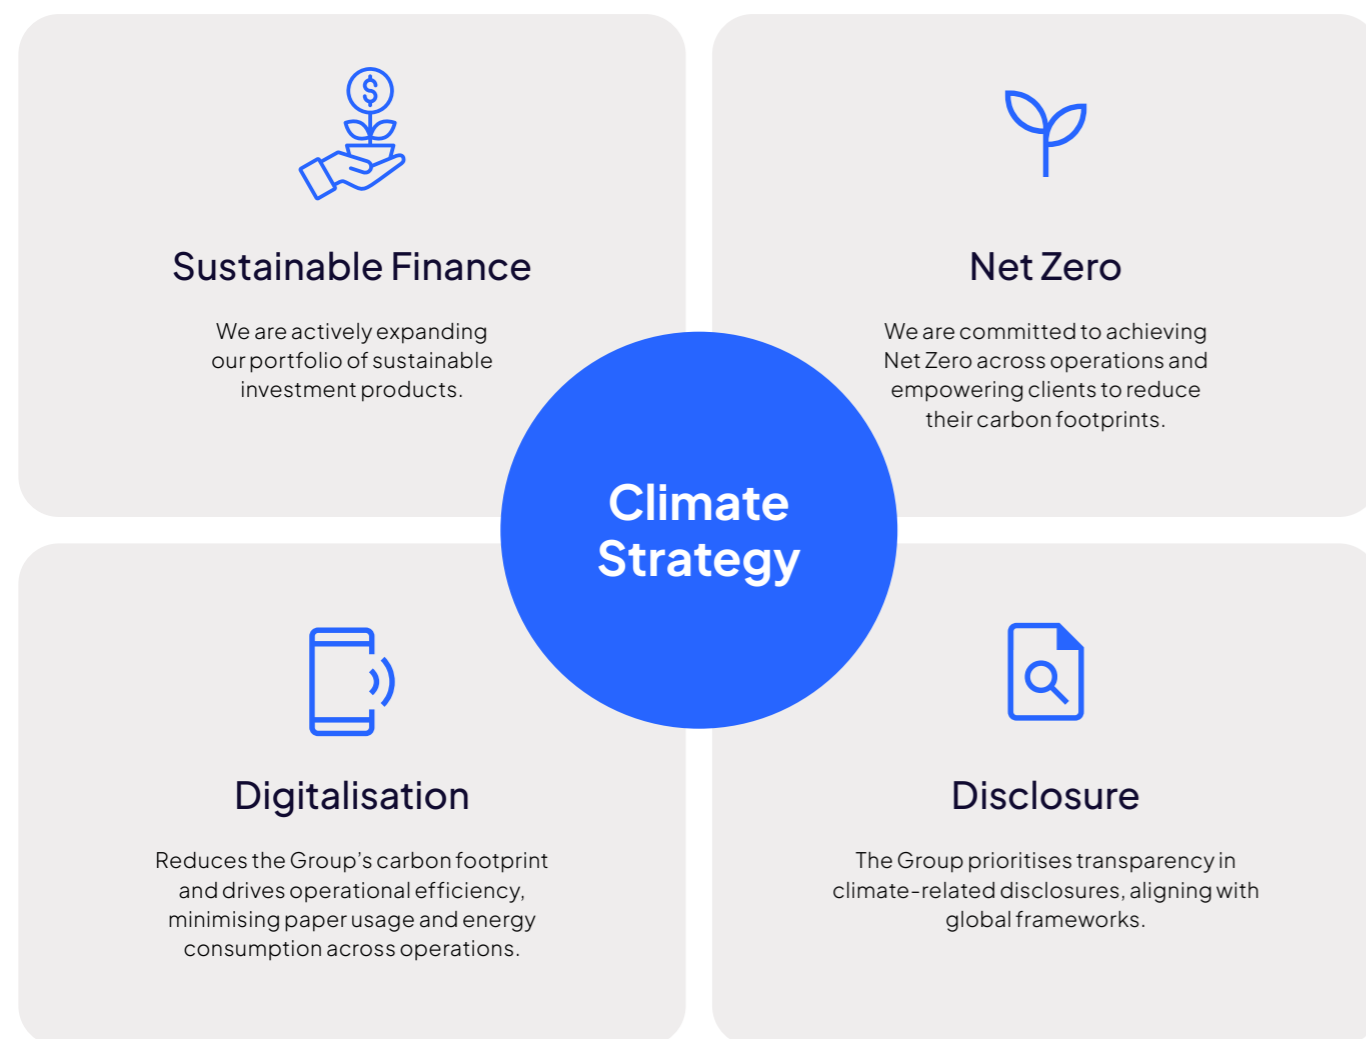 Sustainable Finance
We are actively expanding
our portfolio of sustainable
investment products.
Net Zero
We are committed to achieving
Net Zero across operations and
empowering clients to reduce
their carbon footprints.
Climate
Strategy
Digitalisation
Reduces the Group’s carbon footprint
and drives operational efficiency,
minimising paper usage and energy
consumption across operations.
Disclosure
The Group prioritises transparency in
climate-related disclosures, aligning with
global frameworks.